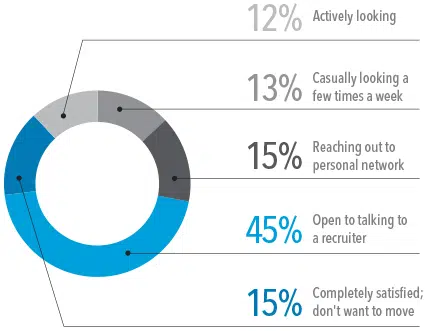 12% Actively looking
13% Casually looking a
few times a week
15% Reaching out to
personal network
45% Open to talking to
a recruiter
15% Completely satisfied;
don't want to move